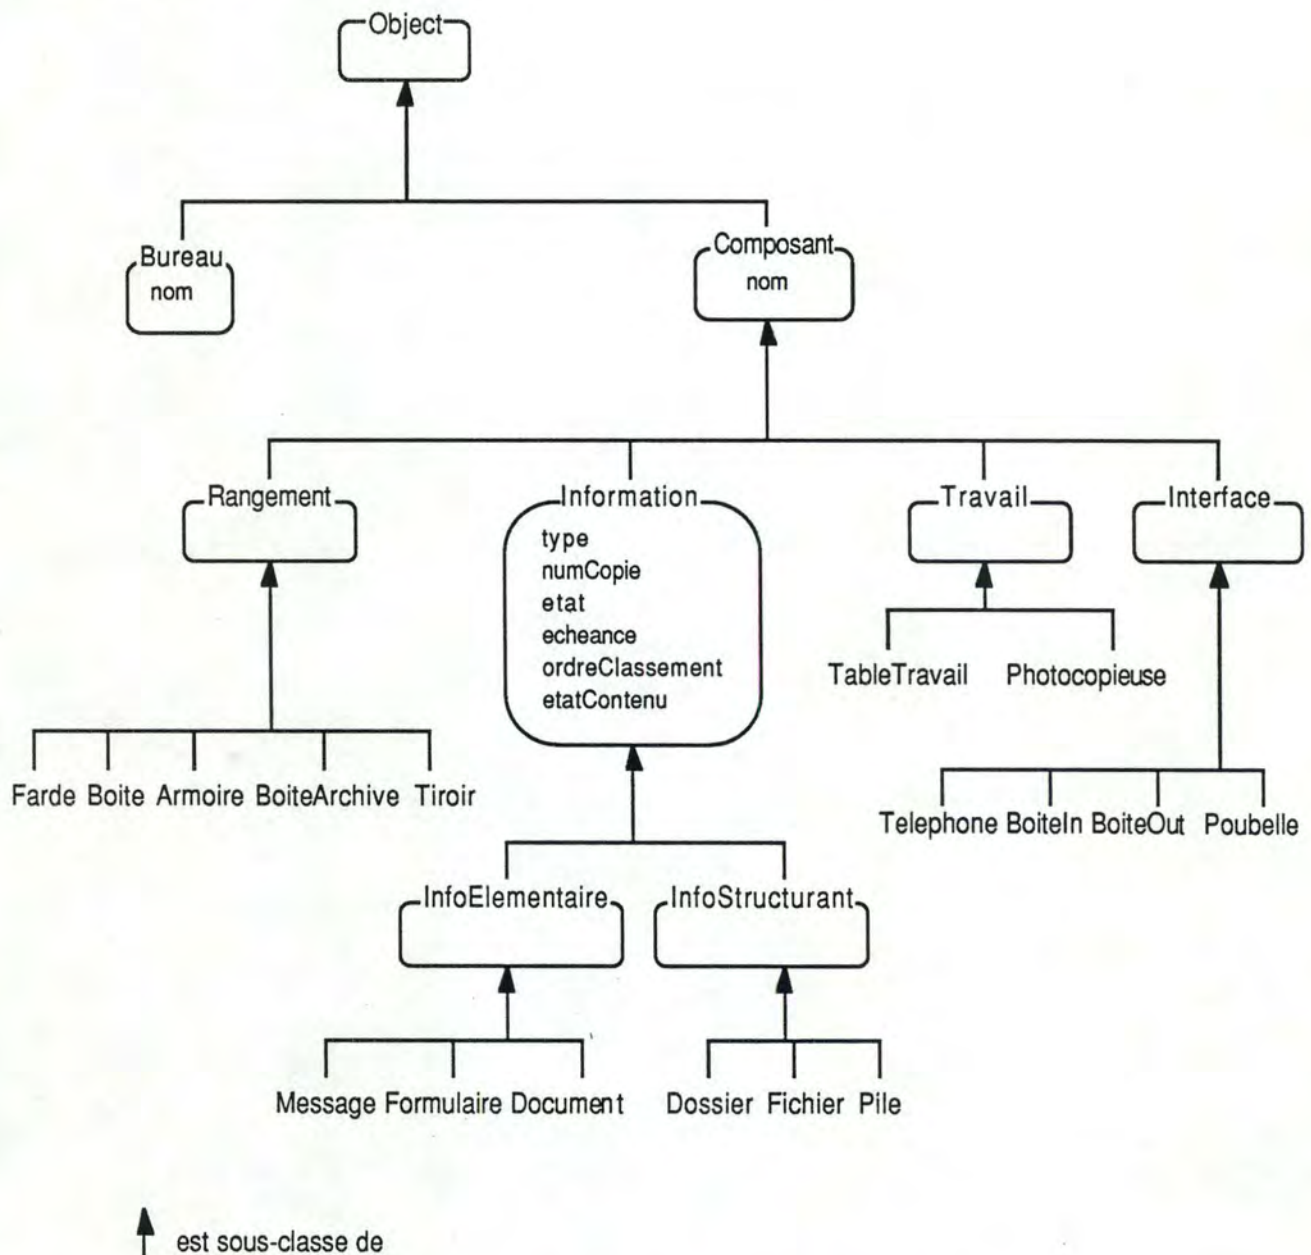 Object
Bureau
nom
Composant
nom
Rangement
Information
type
numCopie
etat
echeance
ordreClassement
etatContenu
Travail
Interface
TableTravail Photocopieuse
Farde Boite Armoire BoiteArchive Tiroir
Telephone BoiteIn BoiteOut Poubelle
InfoElementaire
InfoStructurant
Message Formulaire Document
Dossier Fichier Pile
est sous-classe de